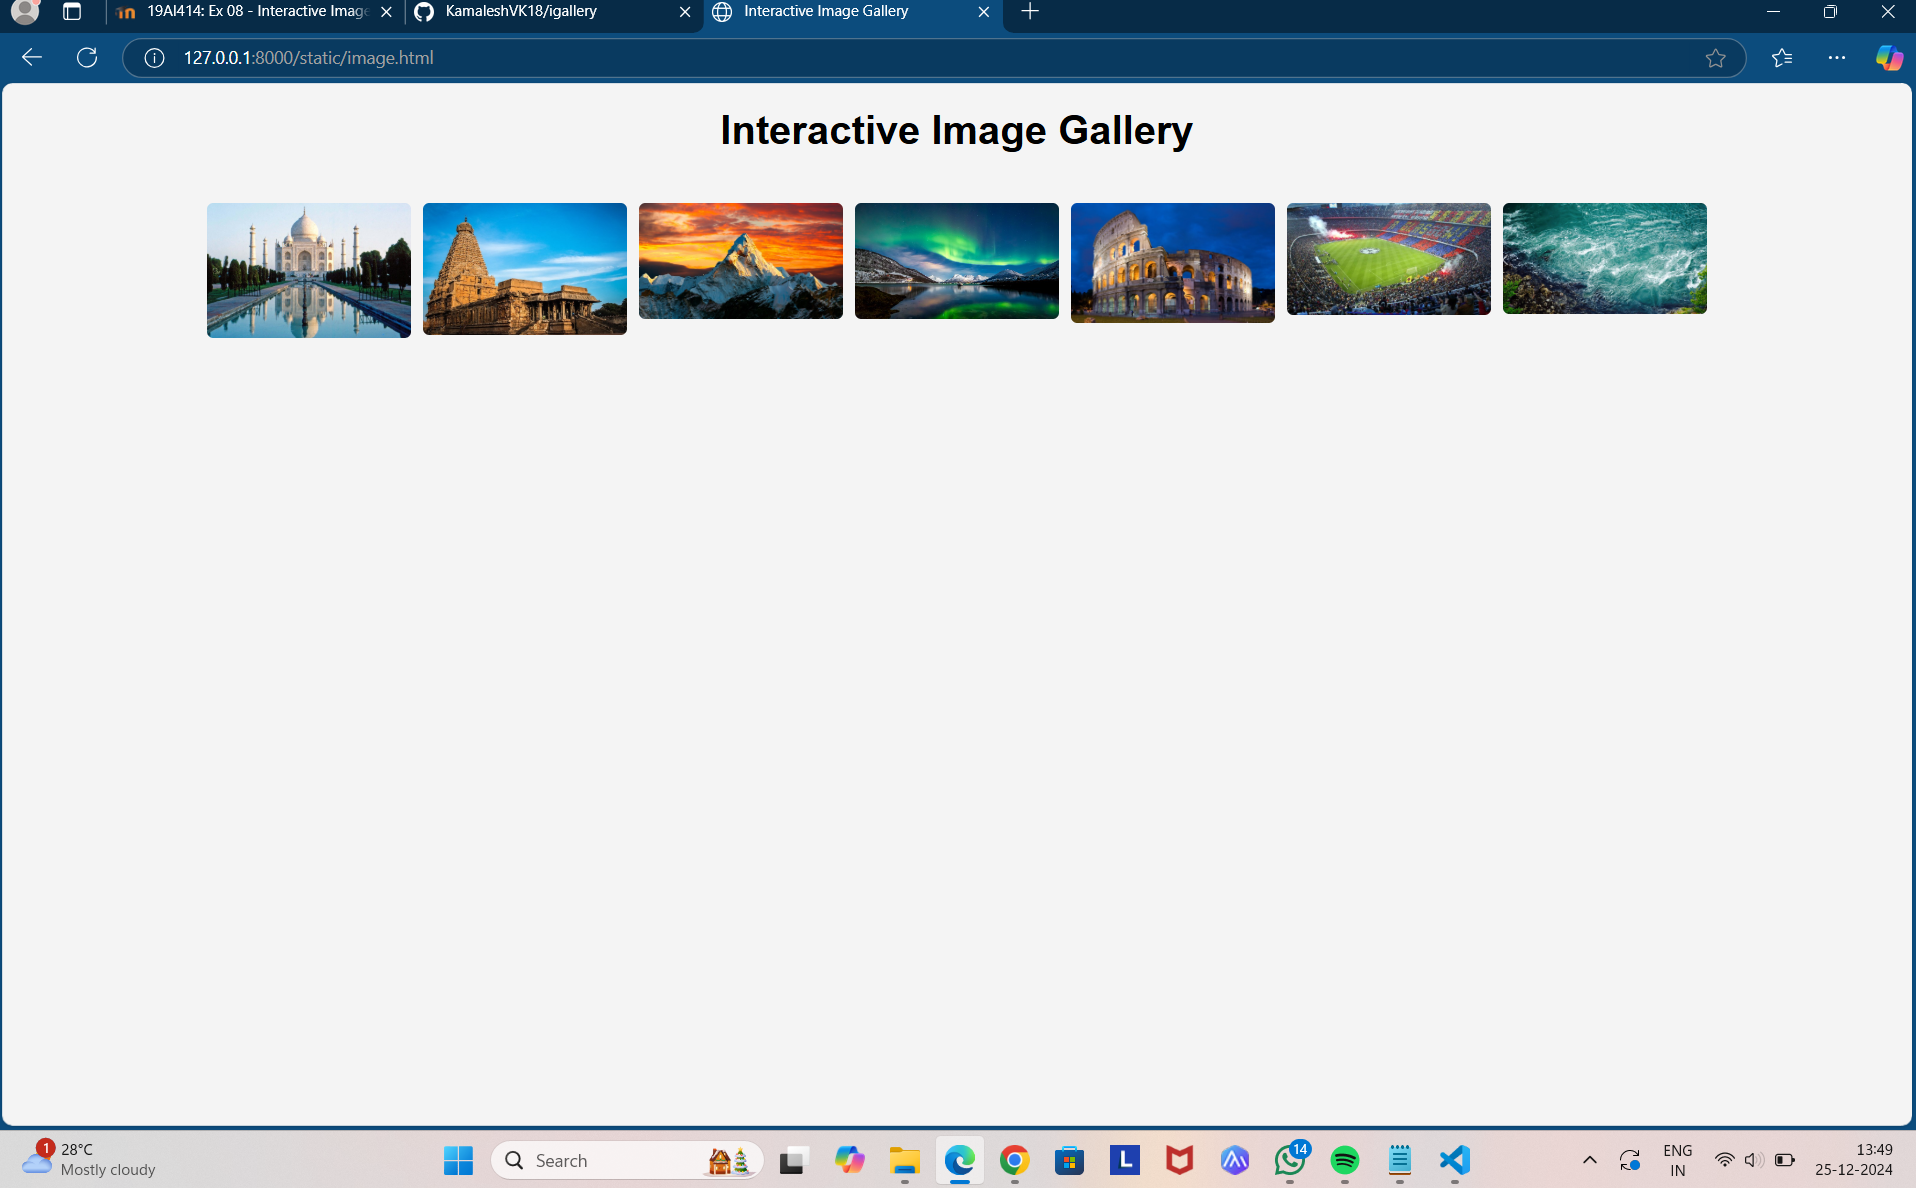 19AI414: Ex 08 - Interactive Image
KamaleshVK18/igallery
Interactive Image Gallery
127.0.0.1:8000/static/image.html
Interactive Image Gallery
1
28°C
Mostly cloudy
Search
L
14
ENG
IN
13:49
25-12-2024